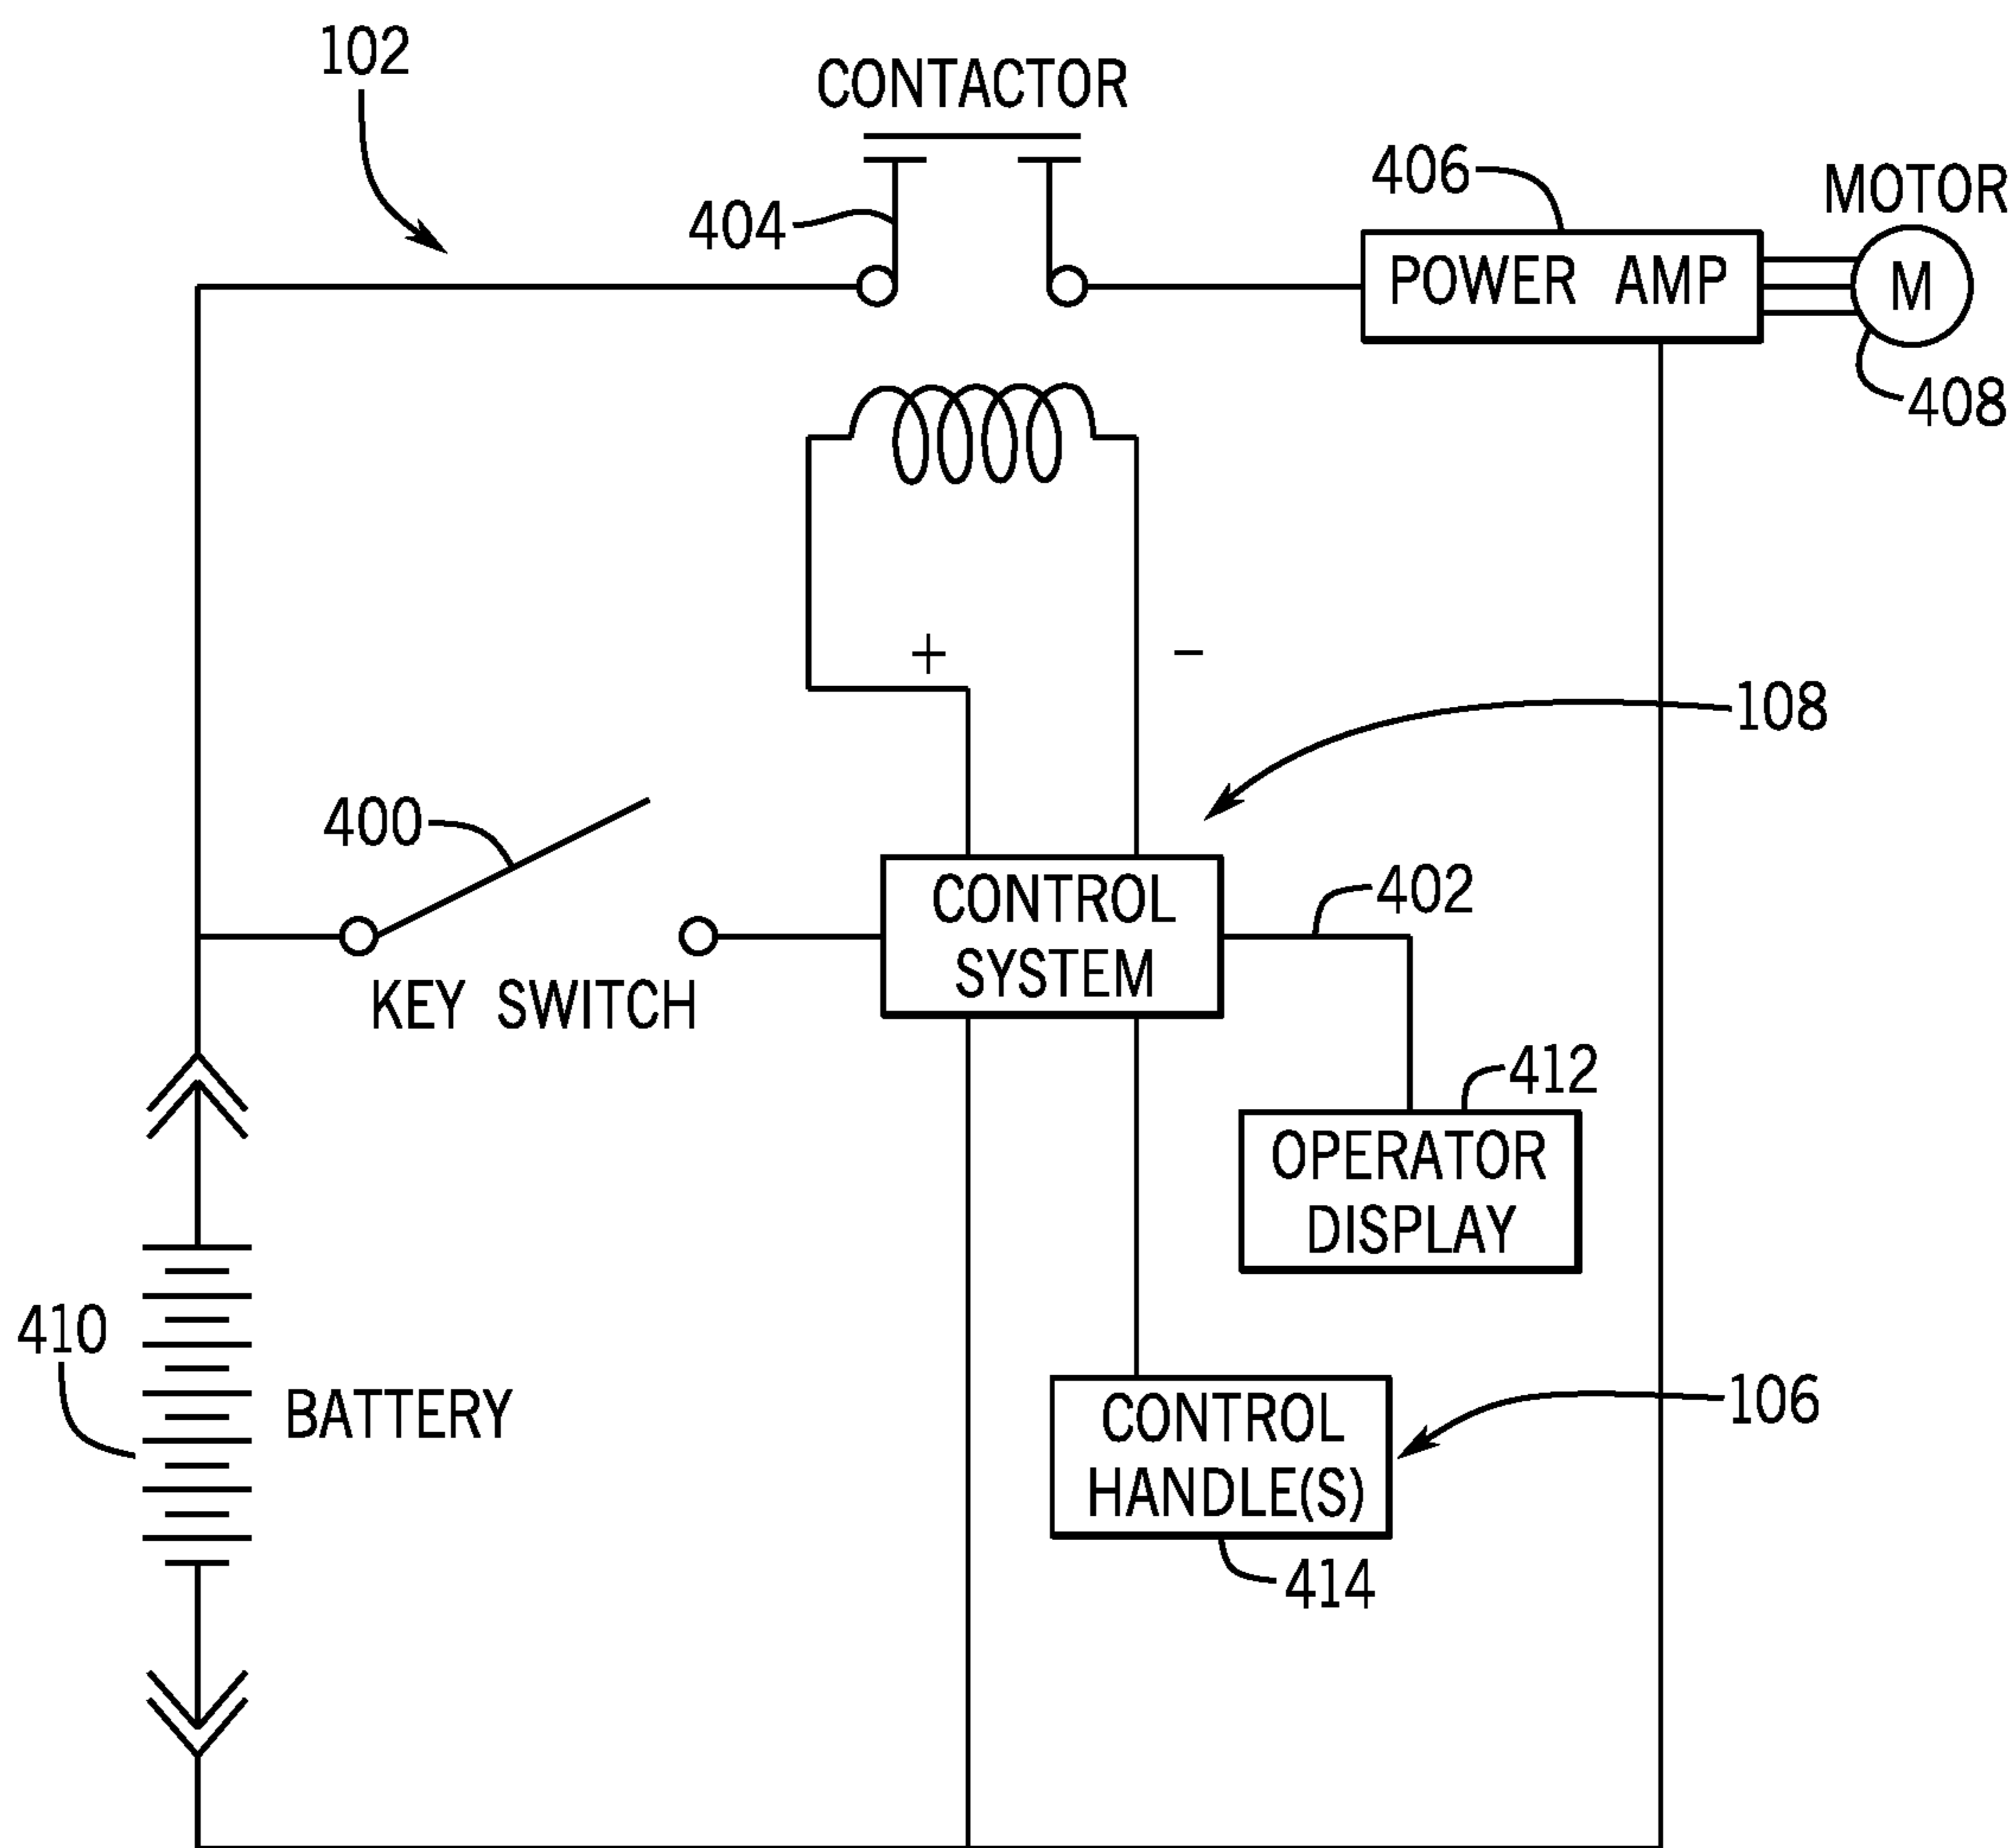 102
CONTACTOR
404
406
MOTOR
POWER AMP
M
408
+
-
108
400
CONTROL
SYSTEM
402
KEY SWITCH
412
OPERATOR
DISPLAY
410
BATTERY
CONTROL
HANDLE(S)
106
414